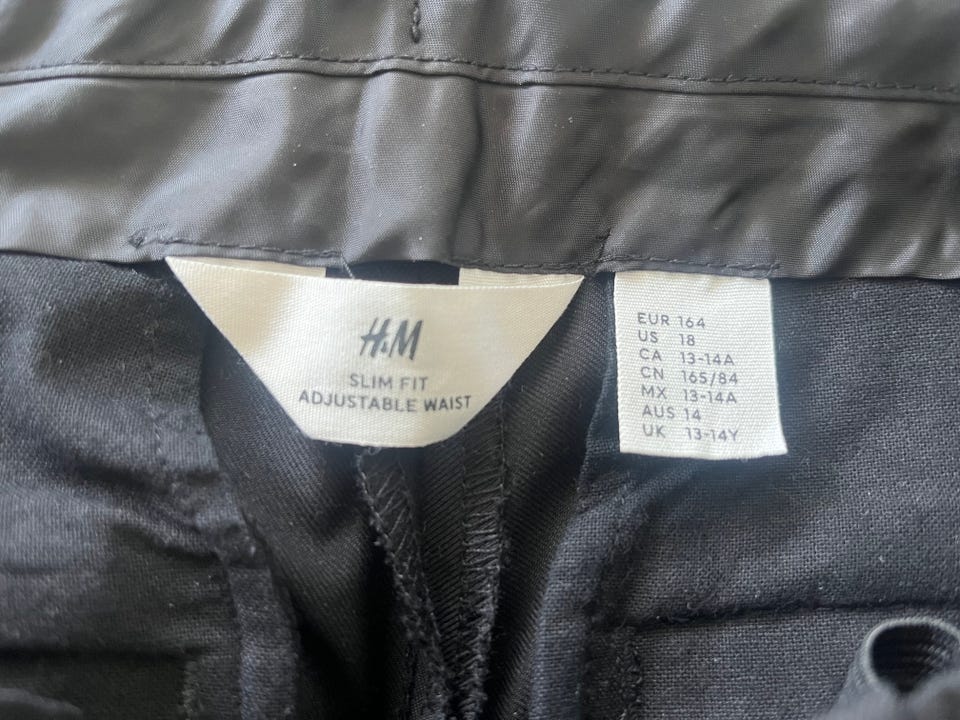 H&M
SLIM FIT
ADJUSTABLE WAIST
EUR 164
US 18
CA 13-14A
CN 165/84
MX 13-14A
AUS 14
UK 13-14Y